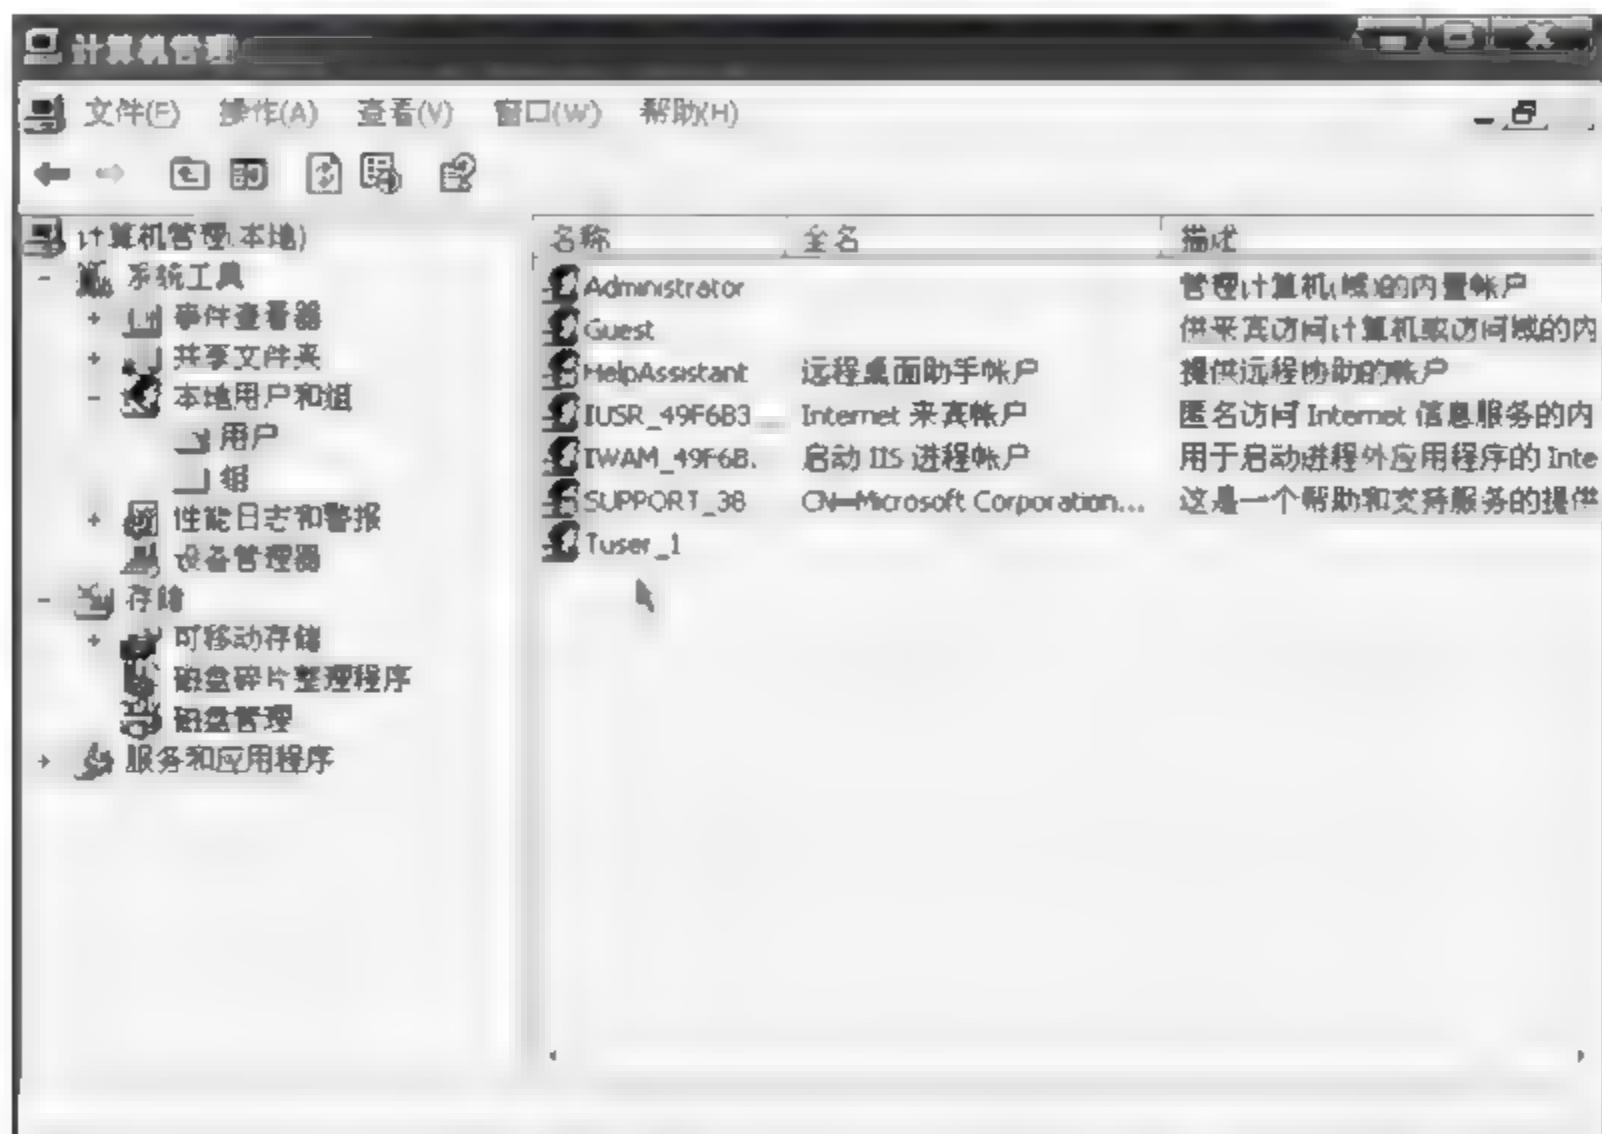 计算机管理
文件(F) 操作(A) 查看(V) 窗口(W) 帮助(H)
计算机管理(本地)
系统工具
事件查看器
共享文件夹
本地用户和组
用户
组
性能日志和警报
设备管理器
存储
可移动存储
磁盘碎片整理程序
磁盘管理
服务和应用程序
名称 全名 描述
Administrator 管理计算机(域)的内置帐户
Guest 供来宾访问计算机或访问域的内
HelpAssistant 远程桌面助手帐户 提供远程协助的帐户
IUSR_49F6B3... Internet 来宾帐户 匿名访问 Internet 信息服务的内
IWAM_49F6B. 启动 IIS 进程帐户 用于启动进程外应用程序的 Inte
SUPPORT_38 CN=Microsoft Corporation... 这是一个帮助和支持服务的提供
Tuser_1